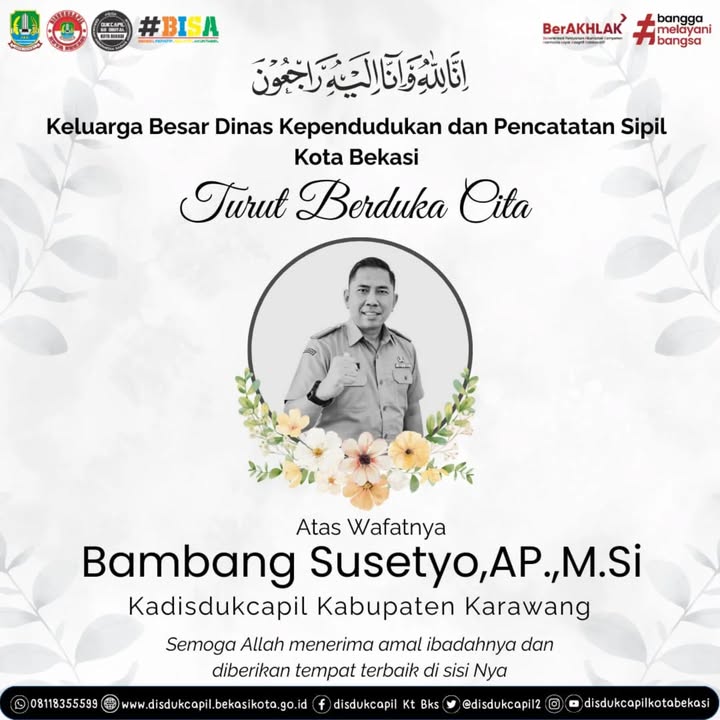 #BISA
BerAKHLAK
#bangga
melayani
bangsa
إِنَّا لِلّٰهِ وَإِنَّا إِلَيْهِ رَاجِعُوْنَ
Keluarga Besar Dinas Kependudukan dan Pencatatan Sipil
Kota Bekasi
Turut Berduka Cita
Atas Wafatnya
Bambang Susetyo,AP.,M.Si
Kadisdukcapil Kabupaten Karawang
Semoga Allah menerima amal ibadahnya dan
diberikan tempat terbaik di sisi Nya
08118355599 www.disdukcapil.bekasikota.go.id disdukcapil Kt Bks @disdukcapil2 disdukcapilkotabekasi